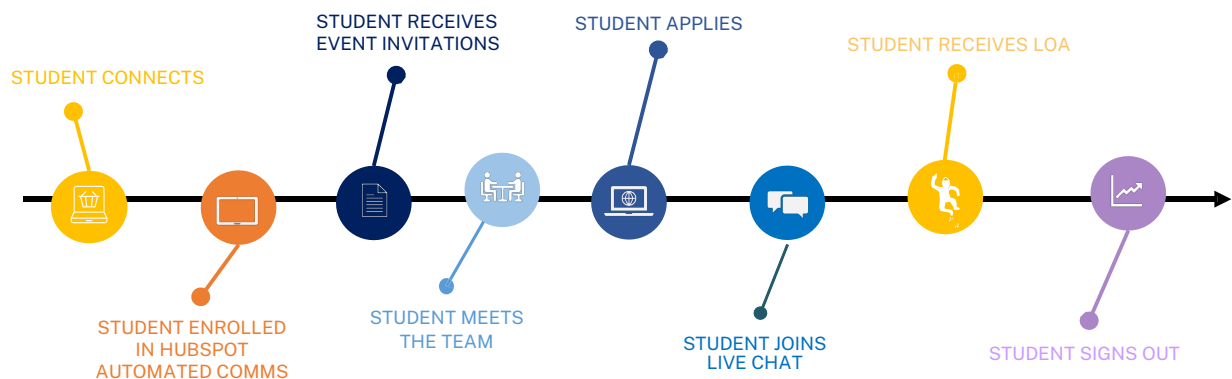 STUDENT CONNECTS
STUDENT ENROLLED
IN HUBSPOT
AUTOMATED COMMS
STUDENT RECEIVES
EVENT INVITATIONS
STUDENT MEETS
THE TEAM
STUDENT APPLIES
STUDENT JOINS
LIVE CHAT
STUDENT RECEIVES LOA
STUDENT SIGNS OUT